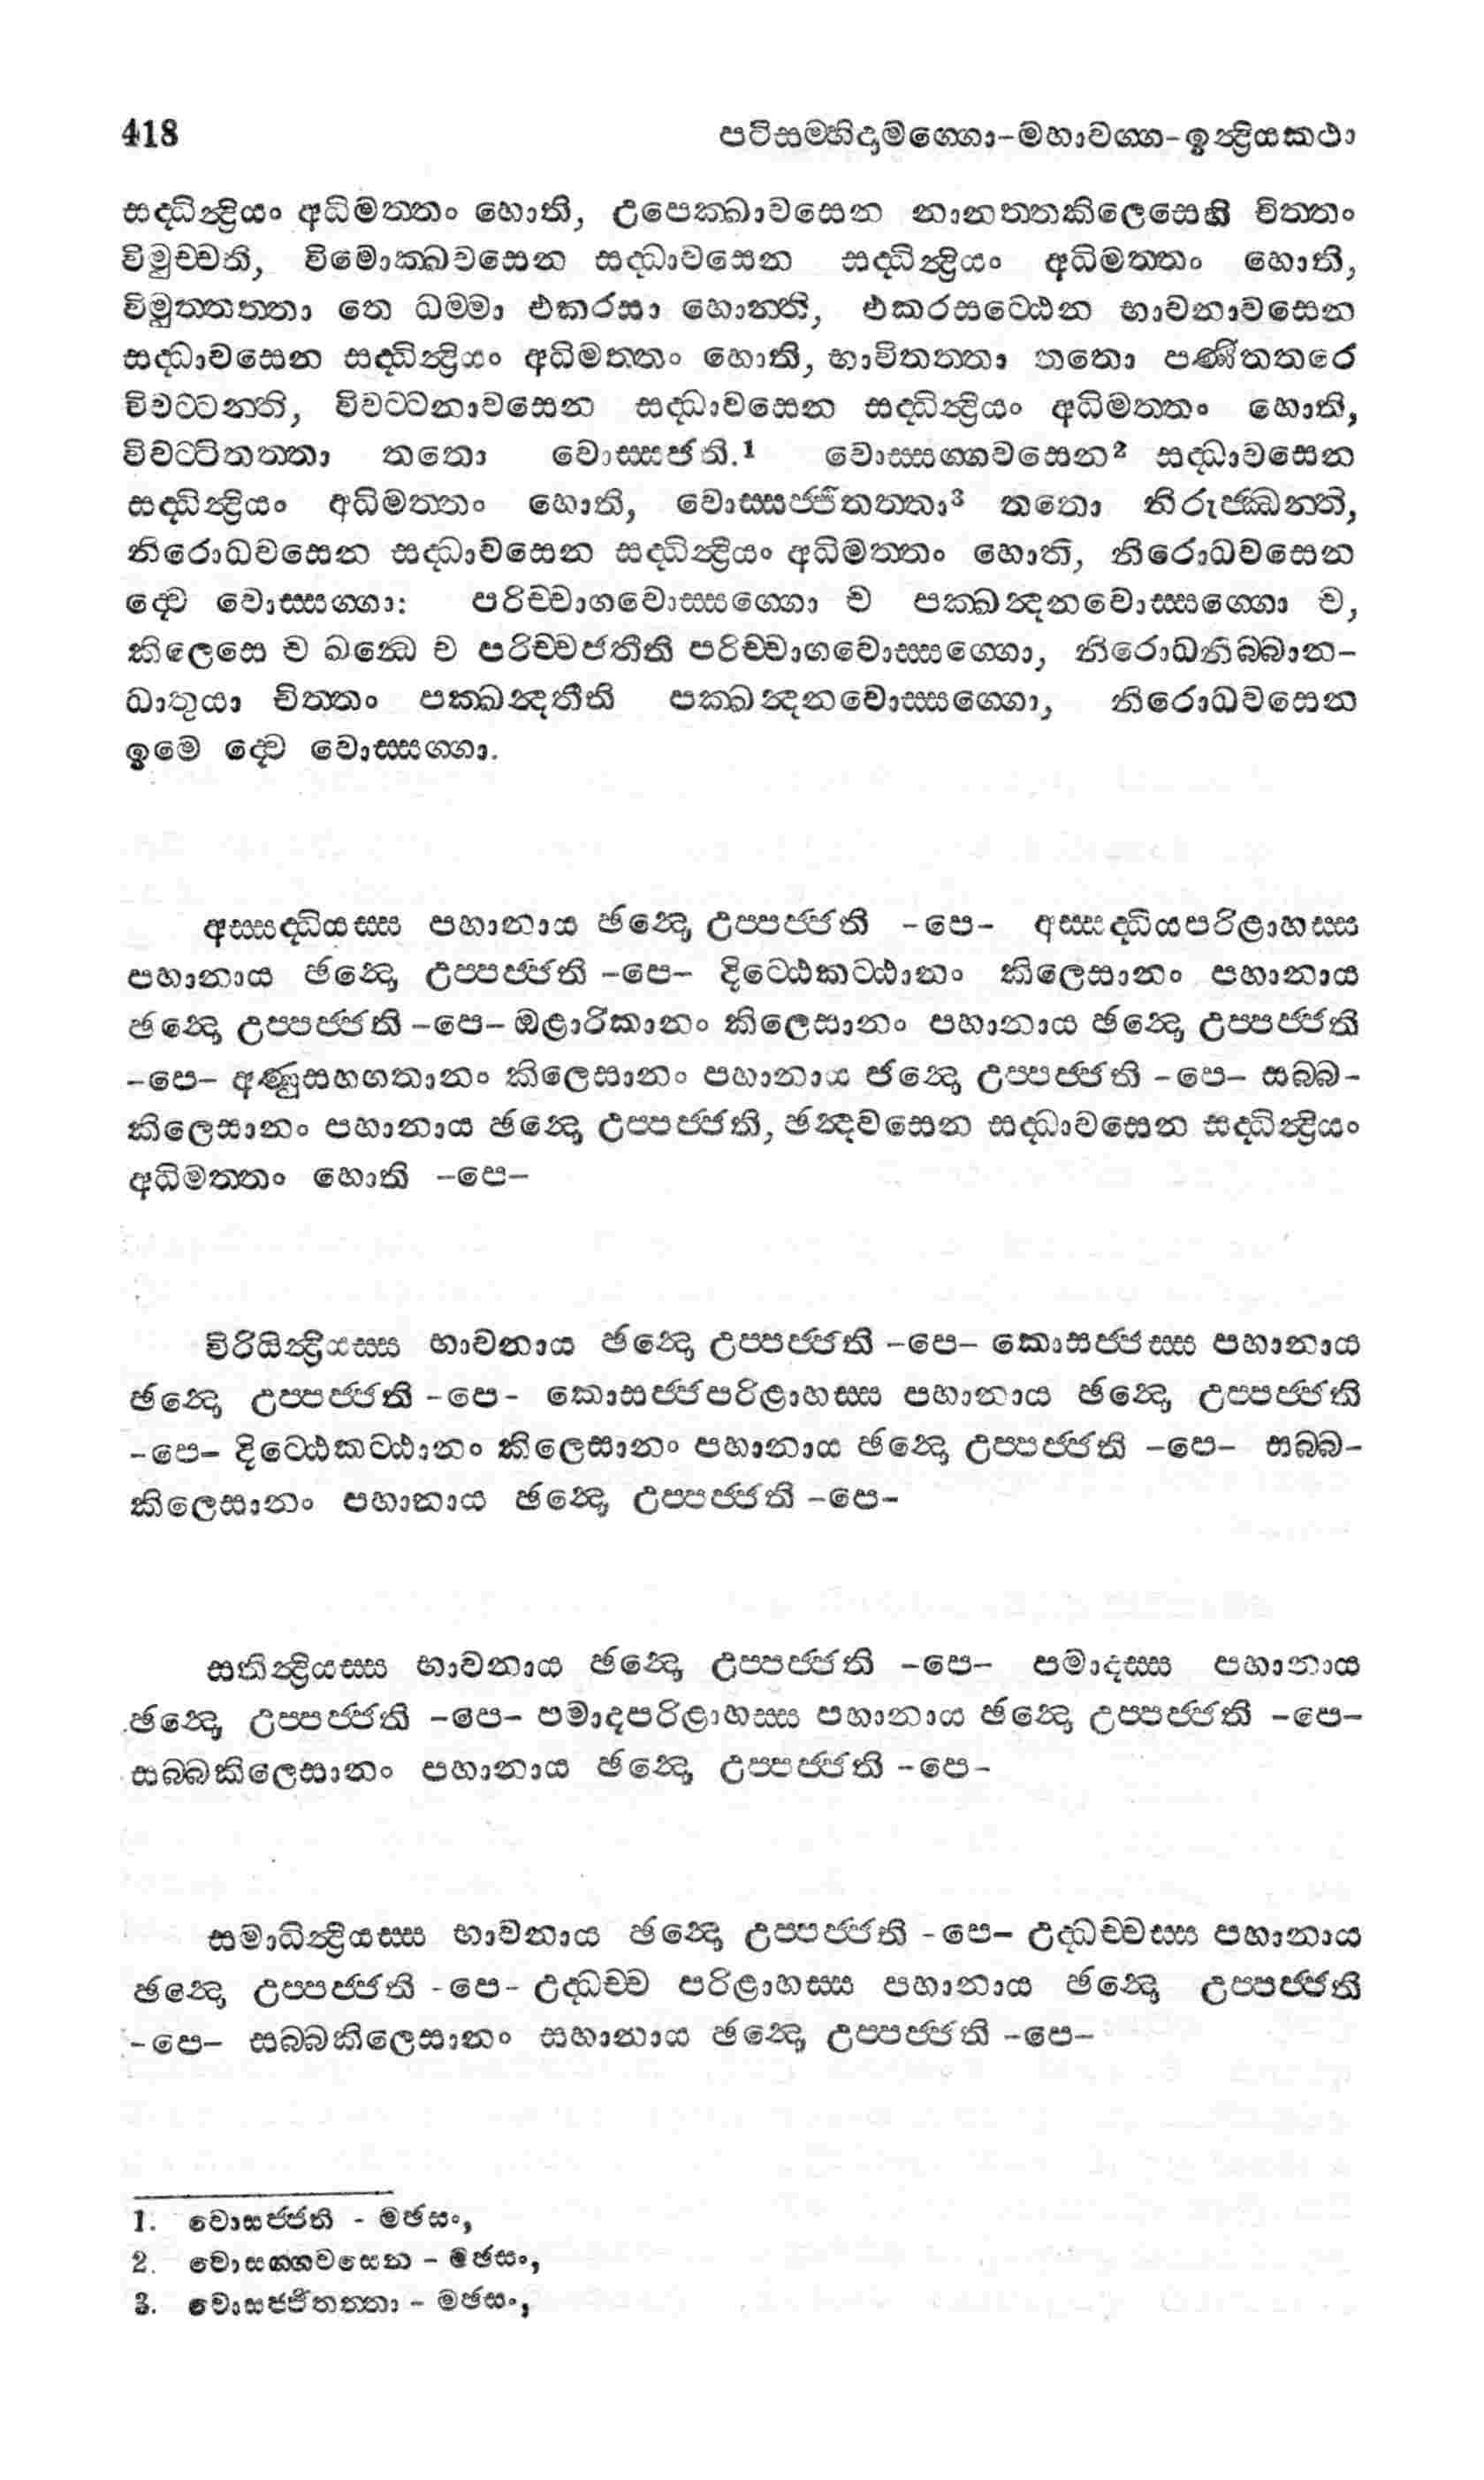 418 පටිසම්භිදාමග්ගො-මහාවග්ග-ඉන්ද්‍රියකථා
සද්ධින්ද්‍රියං අධිමත්තං හොති, උපෙක්ඛාවසෙන නානත්තකිලෙසෙහි චිත්තං
විමුච්චති, විමොක්ඛවසෙන සද්ධාවසෙන සද්ධින්ද්‍රියං අධිමත්තං හොති,
විමුත්තත්තා තෙ ධම්මා එකරසා හොන්ති, එකරසට්ඨෙන භාවනාවසෙන
සද්ධාවසෙන සද්ධින්ද්‍රියං අධිමත්තං හොති, භාවිතත්තා තතො පණීතතරෙ
විවට්ටන්ති, විවට්ටනාවසෙන සද්ධාවසෙන සද්ධින්ද්‍රියං අධිමත්තං හොති,
විවට්ටිතත්තා තතො වොස්සජති.1 වොස්සග්ගවසෙන2 සද්ධාවසෙන
සද්ධින්ද්‍රියං අධිමත්තං හොති, වොස්සජ්ජිතත්තා3 තතො නිරුජ්ඣන්ති,
නිරොධවසෙන සද්ධාවසෙන සද්ධින්ද්‍රියං අධිමත්තං හොති, නිරොධවසෙන
ද්වෙ වොස්සග්ගා: පරිච්චාගවොස්සග්ගො ච පක්ඛන්දනවොස්සග්ගො ච,
කිලෙසෙ ච ඛන්ධෙ ච පරිච්චජතීති පරිච්චාගවොස්සග්ගො, නිරොධනිබ්බාන-
ධාතුයා චිත්තං පක්ඛන්දතීති පක්ඛන්දනවොස්සග්ගො, නිරොධවසෙන
ඉමෙ ද්වෙ වොස්සග්ගා.
අස්සද්ධියස්ස පහානාය ඡන්දො උප්පජ්ජති -පෙ- අස්සද්ධියපරිළාහස්ස
පහානාය ඡන්දො උප්පජ්ජති -පෙ- දිට්ඨෙකට්ඨානං කිලෙසානං පහානාය
ඡන්දො උප්පජ්ජති -පෙ- ඔළාරිකානං කිලෙසානං පහානාය ඡන්දො උප්පජ්ජති
-පෙ- අණුසහගතානං කිලෙසානං පහානාය ඡන්දො උප්පජ්ජති -පෙ- සබ්බ-
කිලෙසානං පහානාය ඡන්දො උප්පජ්ජති, ඡන්දවසෙන සද්ධාවසෙන සද්ධින්ද්‍රියං
අධිමත්තං හොති -පෙ-
විරියින්ද්‍රියස්ස භාවනාය ඡන්දො උප්පජ්ජති -පෙ- කොසජ්ජස්ස පහානාය
ඡන්දො උප්පජ්ජති -පෙ- කොසජ්ජපරිළාහස්ස පහානාය ඡන්දො උප්පජ්ජති
-පෙ- දිට්ඨෙකට්ඨානං කිලෙසානං පහානාය ඡන්දො උප්පජ්ජති -පෙ- සබ්බ-
කිලෙසානං පහානාය ඡන්දො උප්පජ්ජති -පෙ-
සතින්ද්‍රියස්ස භාවනාය ඡන්දො උප්පජ්ජති -පෙ- පමාදස්ස පහානාය
ඡන්දො උප්පජ්ජති -පෙ- පමාදපරිළාහස්ස පහානාය ඡන්දො උප්පජ්ජති -පෙ-
සබ්බකිලෙසානං පහානාය ඡන්දො උප්පජ්ජති -පෙ-
සමාධින්ද්‍රියස්ස භාවනාය ඡන්දො උප්පජ්ජති -පෙ- උද්ධච්චස්ස පහානාය
ඡන්දො උප්පජ්ජති -පෙ- උද්ධච්ච පරිළාහස්ස පහානාය ඡන්දො උප්පජ්ජති
-පෙ- සබ්බකිලෙසානං සහානාය ඡන්දො උප්පජ්ජති -පෙ-
1. වොසජ්ජති - මඡසං,
2. වොසග්ගවසෙන - මඡසං,
3. වොසජ්ජිතත්තා - මඡසං,